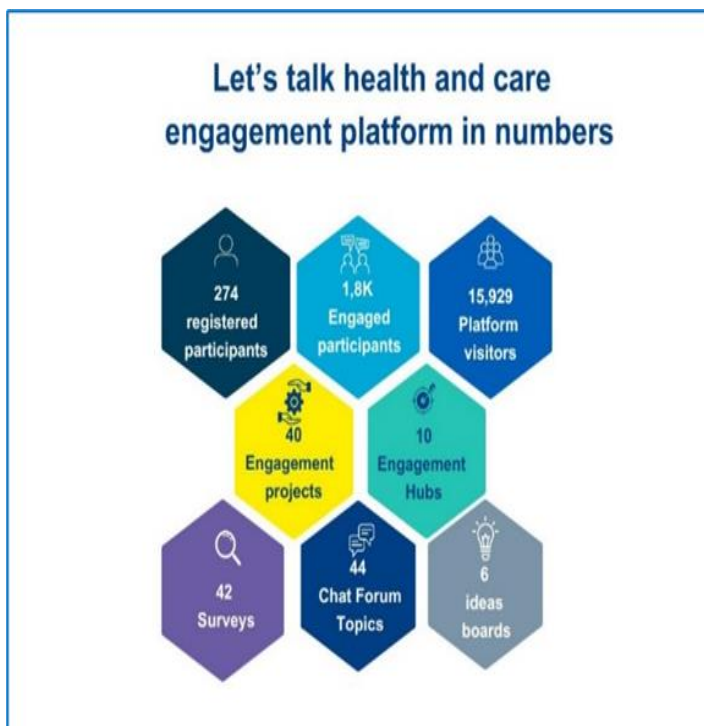 Let's talk health and care
engagement platform in numbers
274
registered
participants
1,8K
Engaged
participants
15,929
Platform
visitors
40
Engagement
projects
10
Engagement
Hubs
42
Surveys
44
Chat Forum
Topics
6
ideas
boards